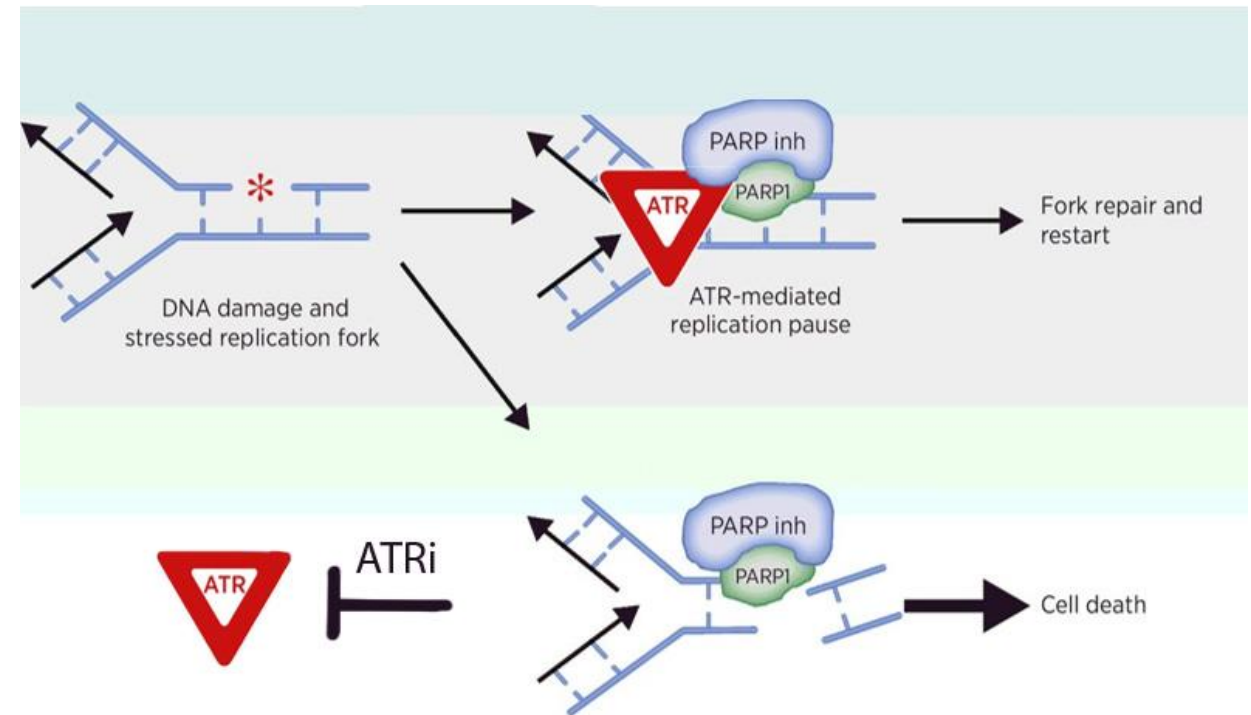 PARP inh
PARP1
ATR
Fork repair and
restart
DNA damage and
stressed replication fork
ATR-mediated
replication pause
ATRi
ATR
PARP inh
PARP1
Cell death